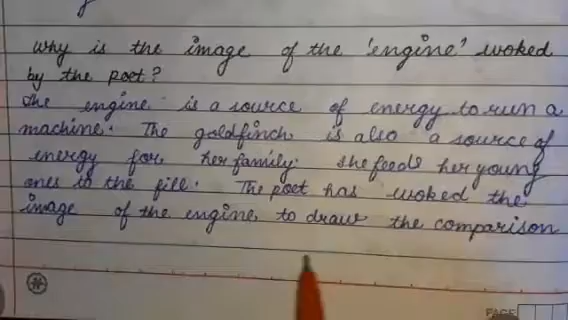 why is the image of the 'engine' woked
by the poet?
The engine is a source of energy to run a
machine. The goldfinch is also a source of
energy for her family. She feeds her young
ones to the fill. The poet has woked the
image of the engine to draw the comparison
PAGE